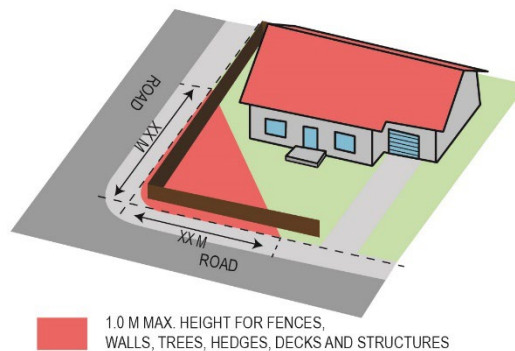 ROAD
XX M
XX M
ROAD
1.0 M MAX. HEIGHT FOR FENCES,
WALLS, TREES, HEDGES, DECKS AND STRUCTURES